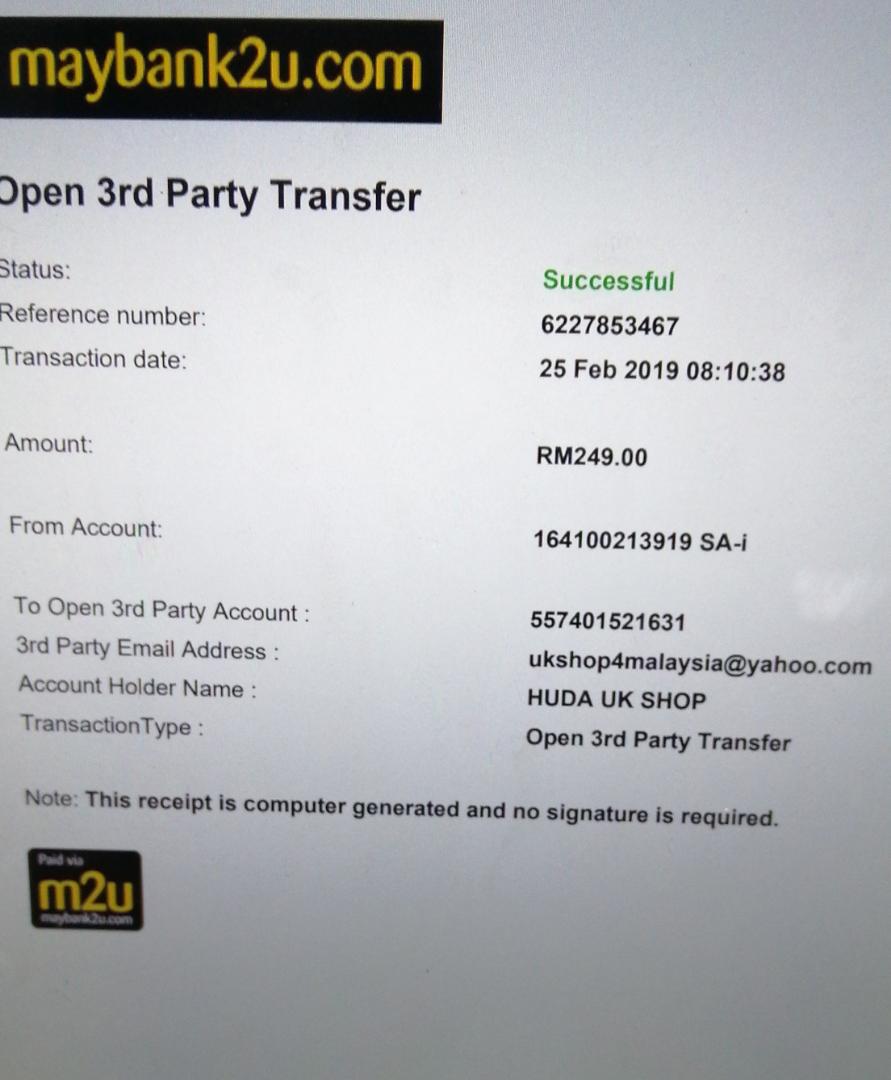 maybank2u.com
Open 3rd Party Transfer
Status: Successful
Reference number: 6227853467
Transaction date: 25 Feb 2019 08:10:38
Amount: RM249.00
From Account: 164100213919 SA-i
To Open 3rd Party Account : 557401521631
3rd Party Email Address : ukshop4malaysia@yahoo.com
Account Holder Name : HUDA UK SHOP
TransactionType : Open 3rd Party Transfer
Note: This receipt is computer generated and no signature is required.
Paid via
m2u
maybank2u.com